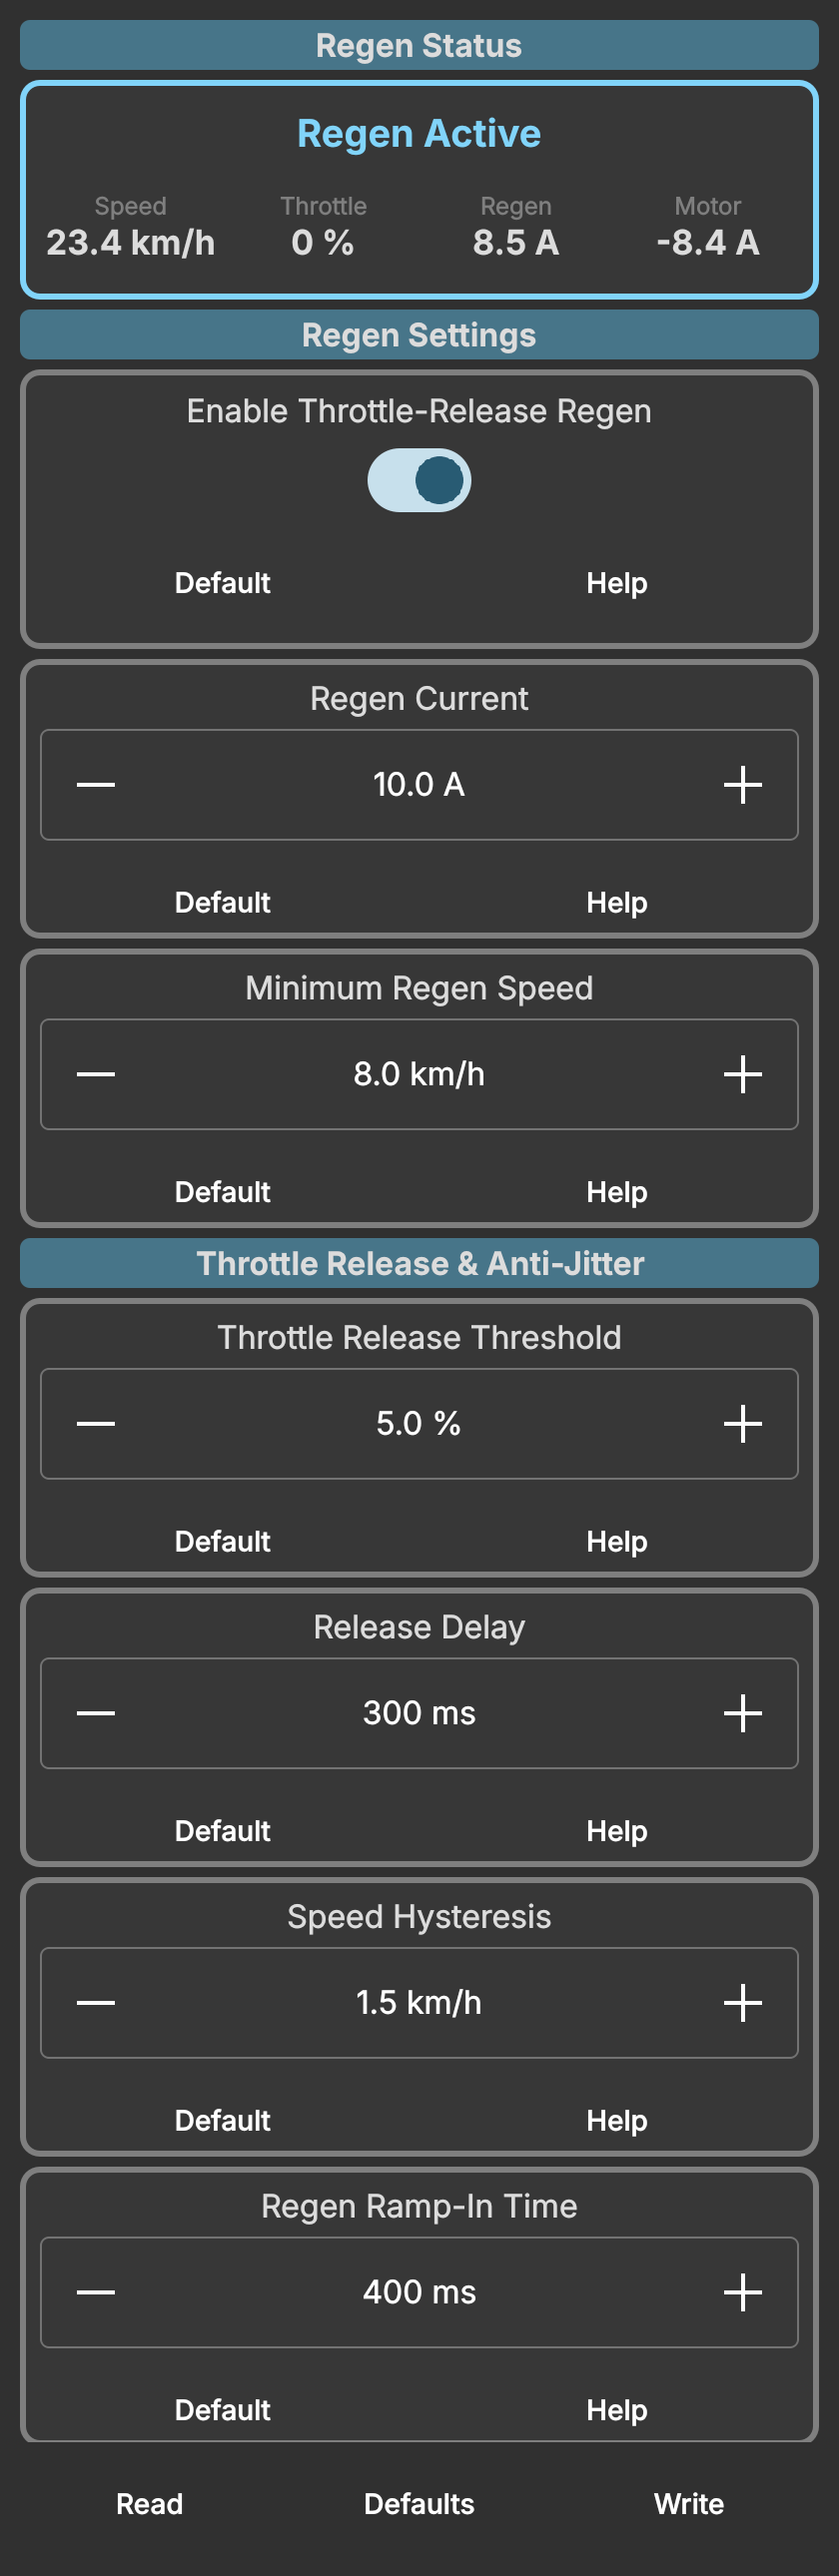 Regen Status
Regen Active
Speed Throttle Regen Motor
23.4 km/h 0 % 8.5 A -8.4 A
Regen Settings
Enable Throttle-Release Regen
Default Help
Regen Current
10.0 A
Default Help
Minimum Regen Speed
8.0 km/h
Default Help
Throttle Release & Anti-Jitter
Throttle Release Threshold
5.0 %
Default Help
Release Delay
300 ms
Default Help
Speed Hysteresis
1.5 km/h
Default Help
Regen Ramp-In Time
400 ms
Default Help
Read Defaults Write